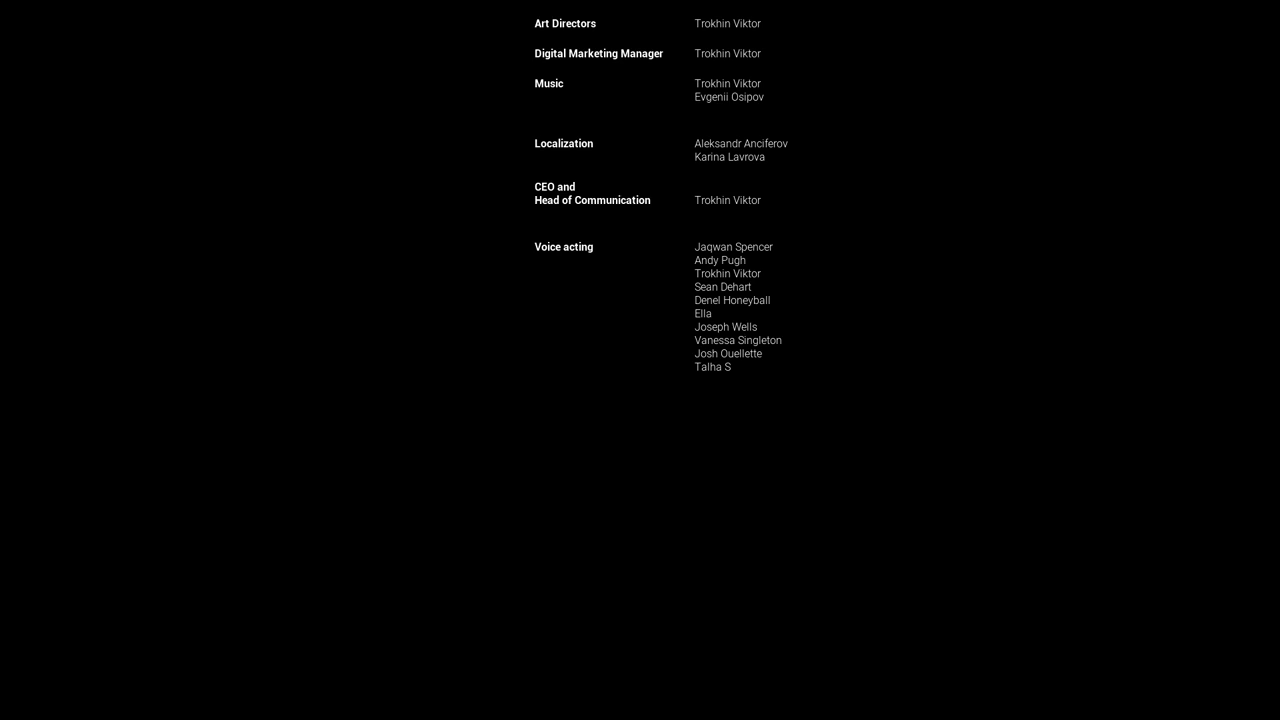 Art Directors Trokhin Viktor
Digital Marketing Manager Trokhin Viktor
Music Trokhin Viktor
Evgenii Osipov
Localization Aleksandr Anciferov
Karina Lavrova
CEO and
Head of Communication Trokhin Viktor
Voice acting Jaqwan Spencer
Andy Pugh
Trokhin Viktor
Sean Dehart
Denel Honeyball
Ella
Joseph Wells
Vanessa Singleton
Josh Ouellette
Talha S